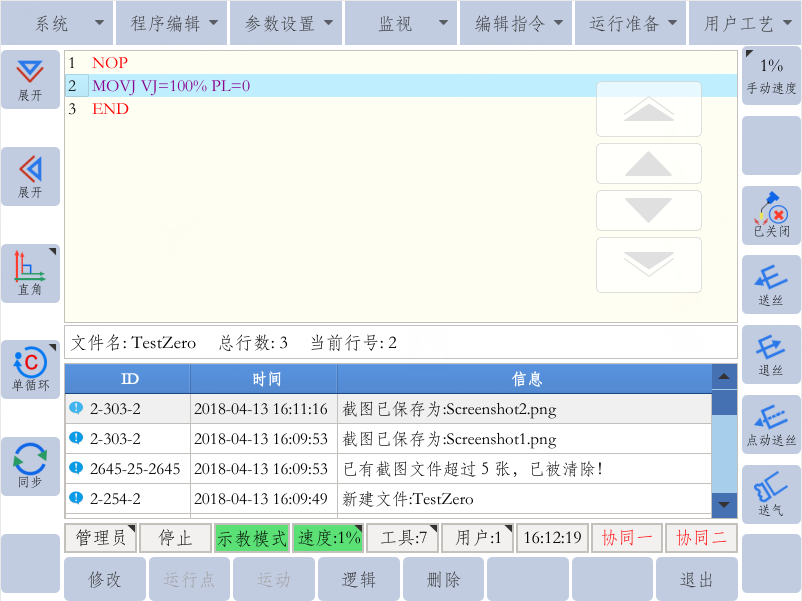 系统 程序编辑 参数设置 监视 编辑指令 运行准备 用户工艺
展开
展开
直角
C
单循环
同步
1 NOP
2 MOVJ VJ=100% PL=0
3 END
1%
手动速度
已关闭
送丝
退丝
点动送丝
送气
文件名: TestZero 总行数: 3 当前行号: 2
ID 时间 信息
2-303-2 2018-04-13 16:11:16 截图已保存为:Screenshot2.png
2-303-2 2018-04-13 16:09:53 截图已保存为:Screenshot1.png
2645-25-2645 2018-04-13 16:09:53 已有截图文件超过 5 张，已被清除！
2-254-2 2018-04-13 16:09:49 新建文件:TestZero
管理员 停止 示教模式 速度:1% 工具:7 用户:1 16:12:19 协同一 协同二
修改 运行点 运动 逻辑 删除 退出